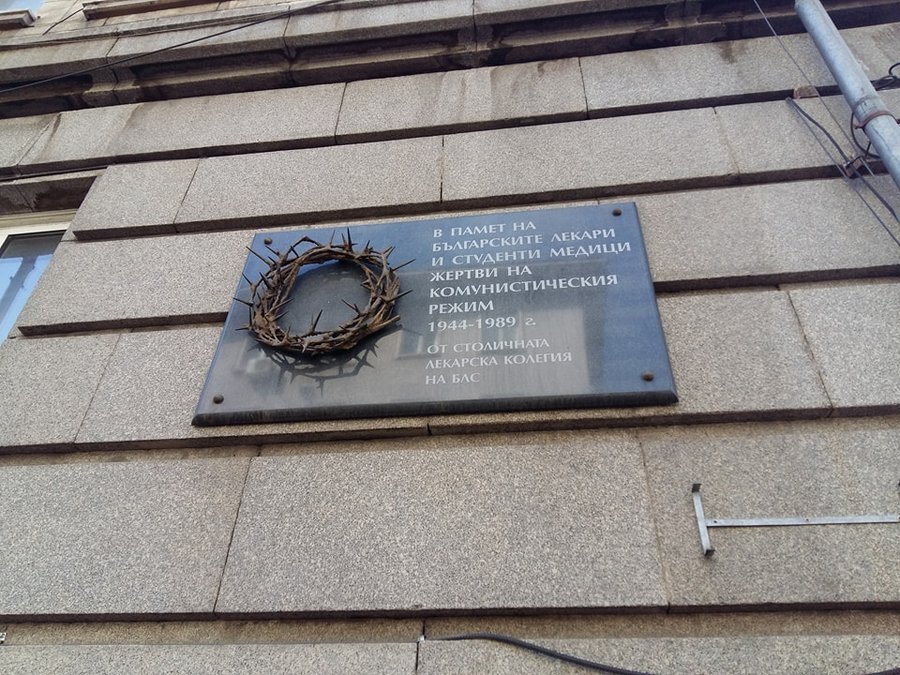 В ПАМЕТ НА
БЪЛГАРСКИТЕ ЛЕКАРИ
И СТУДЕНТИ МЕДИЦИ
ЖЕРТВИ НА
КОМУНИСТИЧЕСКИЯ
РЕЖИМ
1944-1989 г.
ОТ СТОЛИЧНАТА
ЛЕКАРСКА КОЛЕГИЯ
НА БЛС